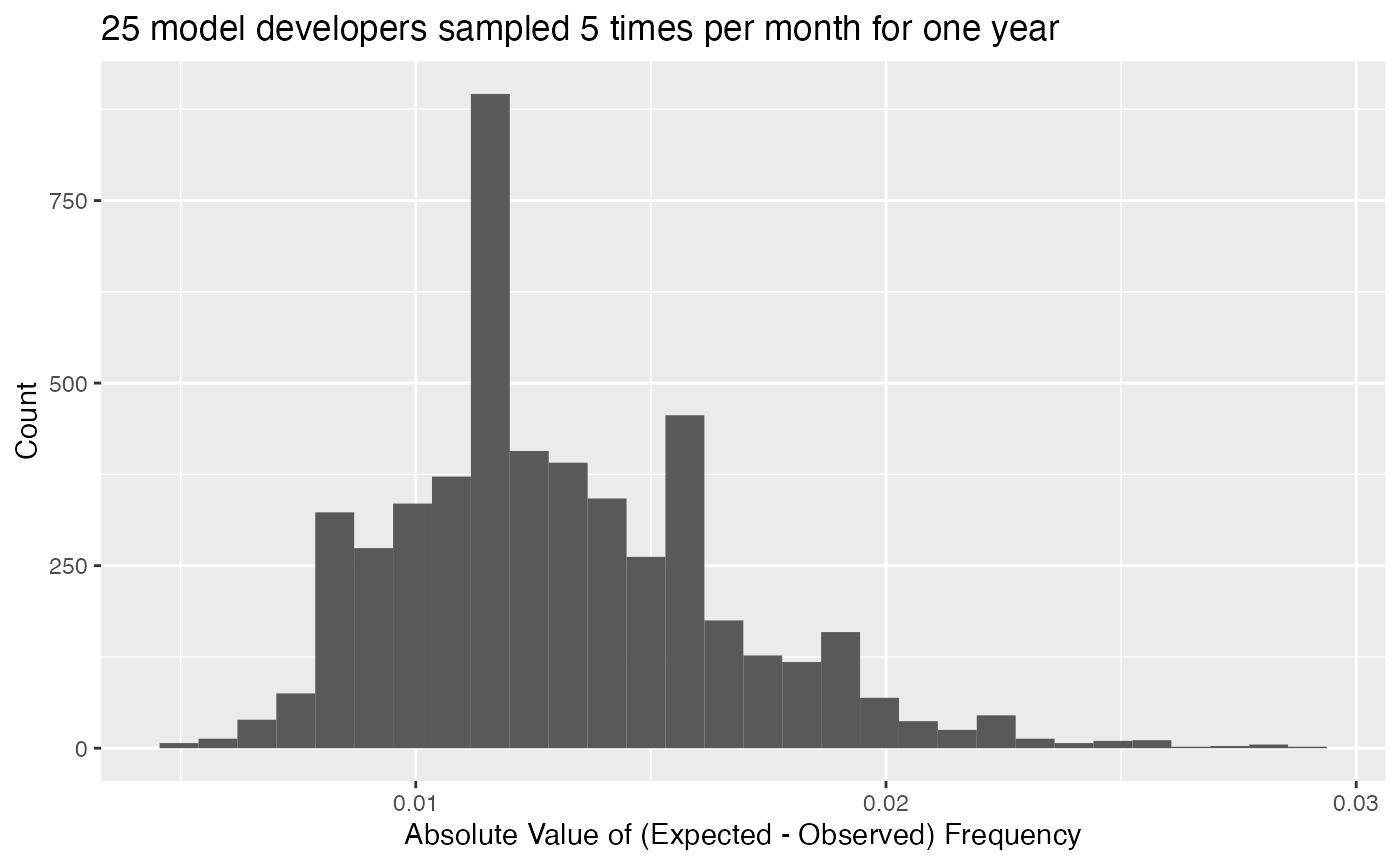 25 model developers sampled 5 times per month for one year
Count
750
500
250
0
0.01
0.02
0.03
Absolute Value of (Expected - Observed) Frequency